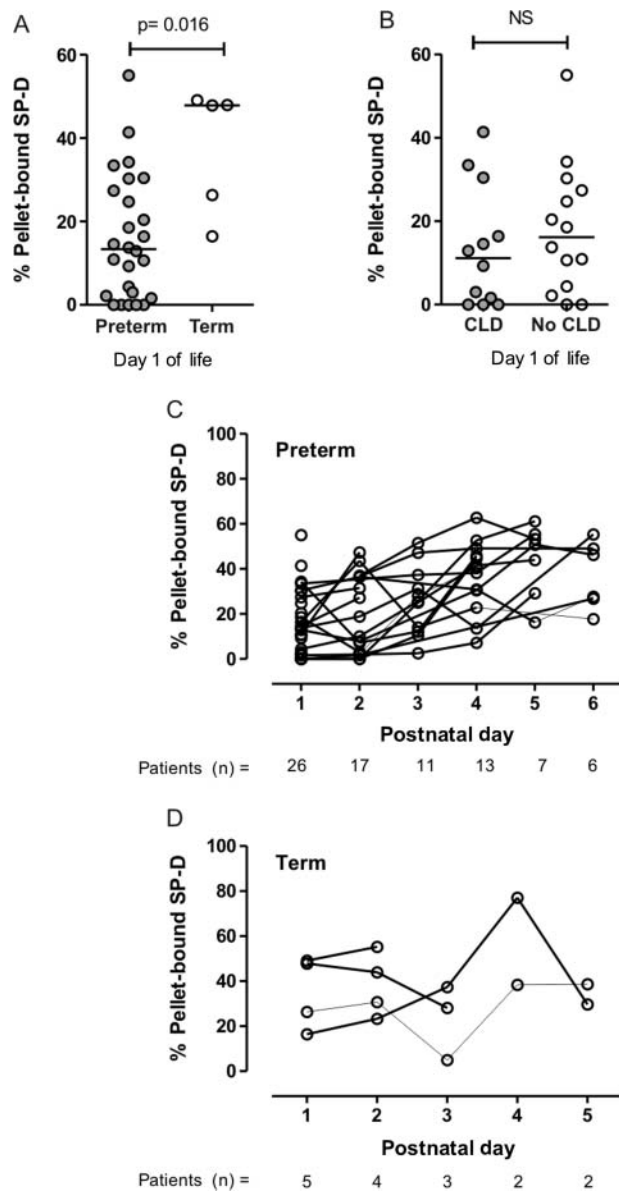 A
p= 0.016
% Pellet-bound SP-D
60
40
20
0
Preterm Term
Day 1 of life
B
NS
% Pellet-bound SP-D
60
40
20
0
CLD No CLD
Day 1 of life
C
Preterm
% Pellet-bound SP-D
100
80
60
40
20
0
1 2 3 4 5 6
Postnatal day
Patients (n) = 26 17 11 13 7 6
D
Term
% Pellet-bound SP-D
100
80
60
40
20
0
1 2 3 4 5
Postnatal day
Patients (n) = 5 4 3 2 2